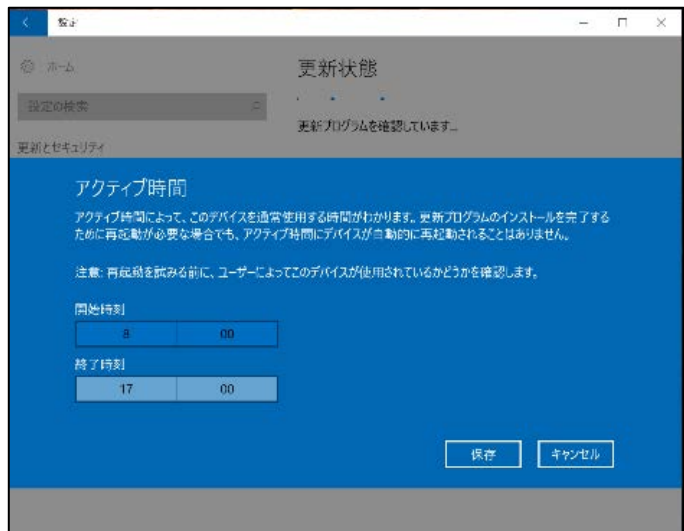 設定
ホーム
設定の検索
更新とセキュリティ
更新状態
更新プログラムを確認しています...
アクティブ時間
アクティブ時間によって、このデバイスを通常使用する時間がわかります。更新プログラムのインストールを完了する
ために再起動が必要な場合でも、アクティブ時間にデバイスが自動的に再起動されることはありません。
注意: 再起動を試みる前に、ユーザーによってこのデバイスが使用されているかどうかを確認します。
開始時刻
8 00
終了時刻
17 00
保存 キャンセル